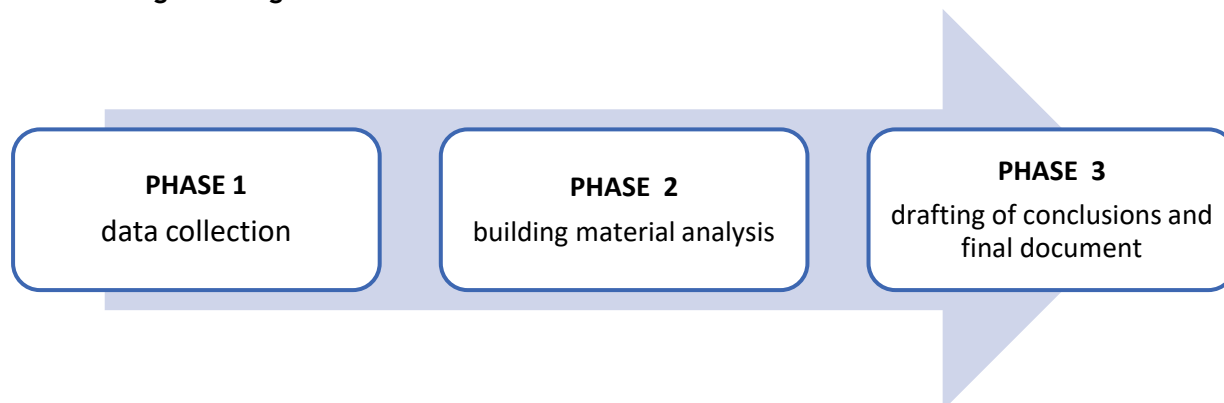 PHASE 1
data collection
PHASE 2
building material analysis
PHASE 3
drafting of conclusions and
final document